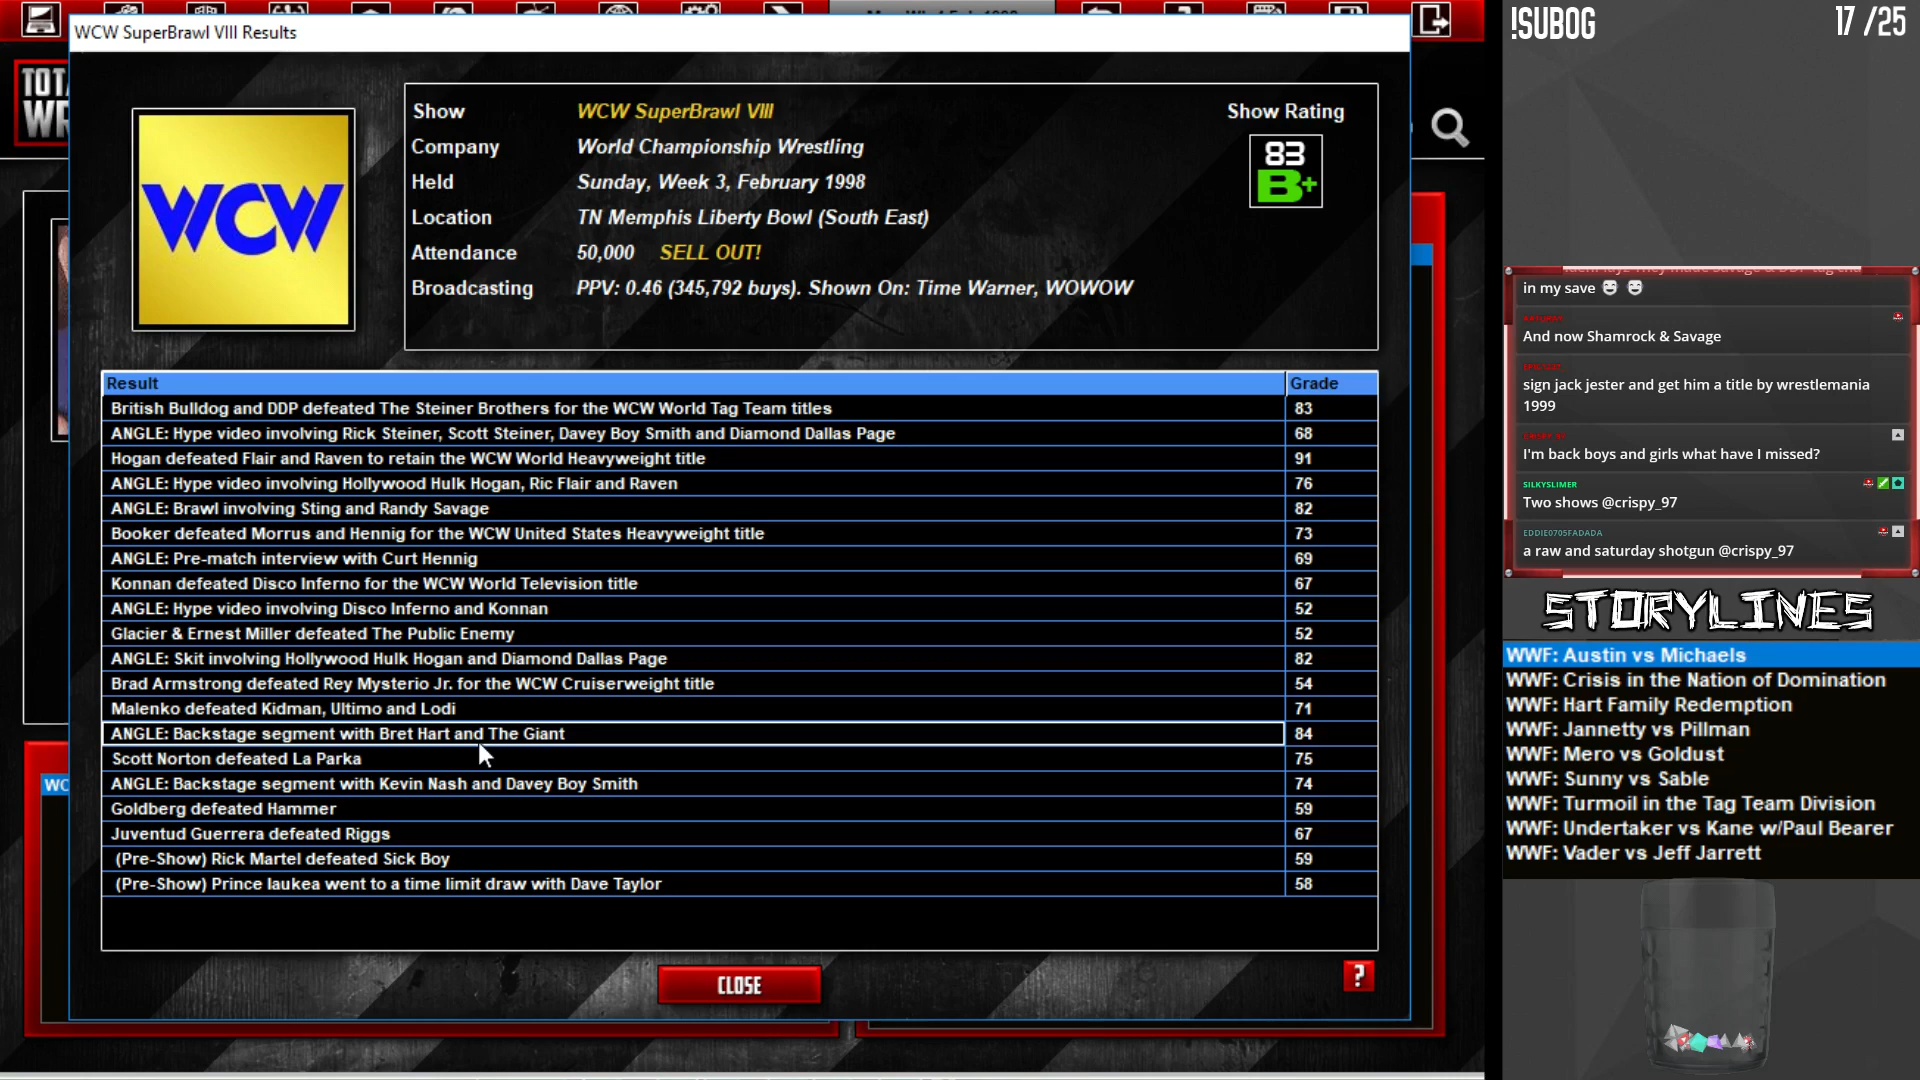 WCW SuperBrawl VIII Results
!SUBOG
17 /25
WCW
Show
WCW SuperBrawl VIII
Show Rating
Company
World Championship Wrestling
83
B+
Held
Sunday, Week 3, February 1998
Location
TN Memphis Liberty Bowl (South East)
Attendance
50,000 SELL OUT!
Broadcasting
PPV: 0.46 (345,792 buys). Shown On: Time Warner, WOWOW
Result Grade
British Bulldog and DDP defeated The Steiner Brothers for the WCW World Tag Team titles 83
ANGLE: Hype video involving Rick Steiner, Scott Steiner, Davey Boy Smith and Diamond Dallas Page 68
Hogan defeated Flair and Raven to retain the WCW World Heavyweight title 91
ANGLE: Hype video involving Hollywood Hulk Hogan, Ric Flair and Raven 76
ANGLE: Brawl involving Sting and Randy Savage 82
Booker defeated Morrus and Hennig for the WCW United States Heavyweight title 73
ANGLE: Pre-match interview with Curt Hennig 69
Konnan defeated Disco Inferno for the WCW World Television title 67
ANGLE: Hype video involving Disco Inferno and Konnan 52
Glacier & Ernest Miller defeated The Public Enemy 52
ANGLE: Skit involving Hollywood Hulk Hogan and Diamond Dallas Page 82
Brad Armstrong defeated Rey Mysterio Jr. for the WCW Cruiserweight title 54
Malenko defeated Kidman, Ultimo and Lodi 71
ANGLE: Backstage segment with Bret Hart and The Giant 84
Scott Norton defeated La Parka 75
ANGLE: Backstage segment with Kevin Nash and Davey Boy Smith 74
Goldberg defeated Hammer 59
Juventud Guerrera defeated Riggs 67
(Pre-Show) Rick Martel defeated Sick Boy 59
(Pre-Show) Prince Iaukea went to a time limit draw with Dave Taylor 58
CLOSE
?
in my save
And now Shamrock & Savage
sign jack jester and get him a title by wrestlemania
1999
I'm back boys and girls what have I missed?
SILKYSLIMER
Two shows @crispy_97
EDDIE0705FADADA
a raw and saturday shotgun @crispy_97
STORYLINES
WWF: Austin vs Michaels
WWF: Crisis in the Nation of Domination
WWF: Hart Family Redemption
WWF: Jannetty vs Pillman
WWF: Mero vs Goldust
WWF: Sunny vs Sable
WWF: Turmoil in the Tag Team Division
WWF: Undertaker vs Kane w/Paul Bearer
WWF: Vader vs Jeff Jarrett